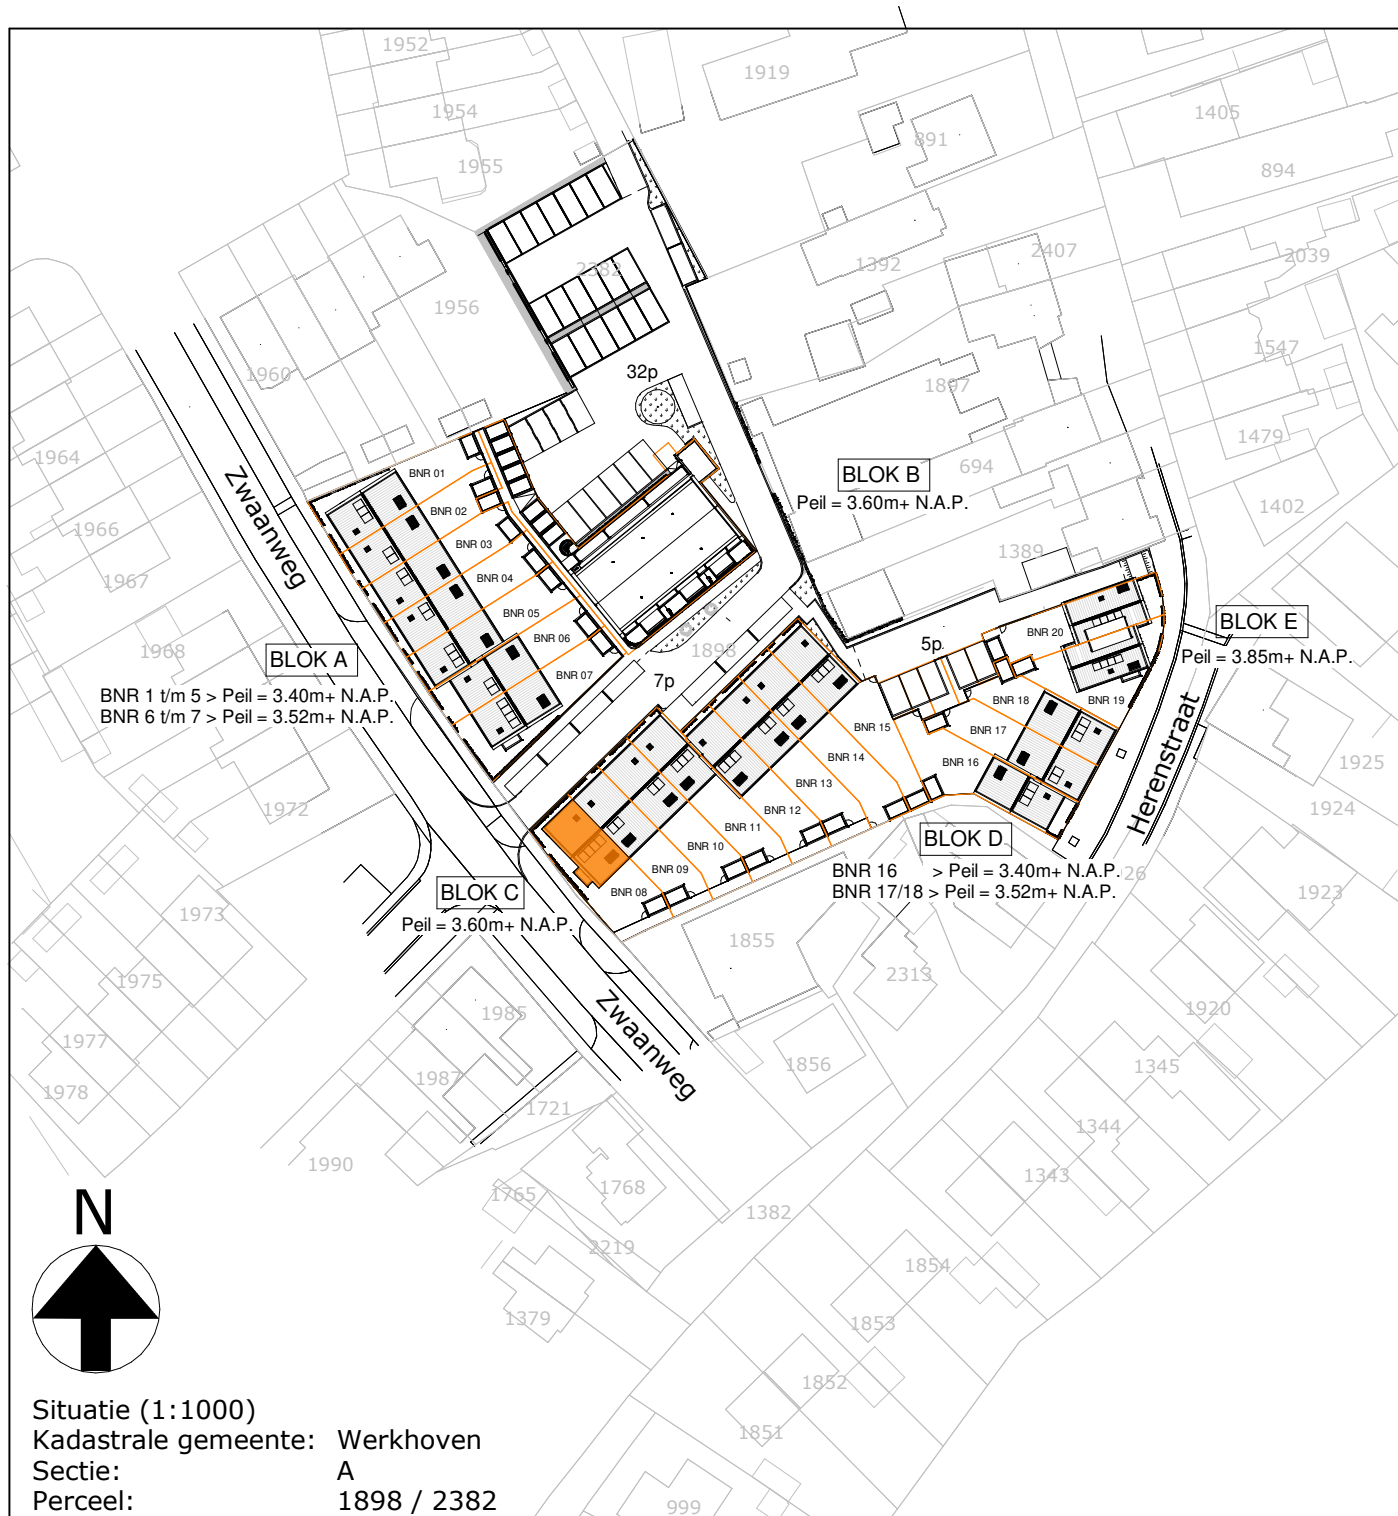 1952
1919
1954
1405
891
1955
894
2407
2039
2382
1392
1956
1547
32p
1960
1897
BNR 01
1479
1964
694
BLOK B
Peil = 3.60m+ N.A.P.
Zwaanweg
BNR 02
1402
1966
BNR 03
1389
1967
BNR 04
BNR 05
BLOK E
Peil = 3.85m+ N.A.P.
BNR 06
BNR 20
1968
BLOK A
BNR 1 t/m 5 > Peil = 3.40m+ N.A.P.
BNR 6 t/m 7 > Peil = 3.52m+ N.A.P.
1898
5p.
BNR 07
7p
BNR 18
BNR 19
BNR 15
BNR 17
BNR 14
BNR 16
1925
Herenstraat
1972
BNR 13
1924
BNR 12
BNR 11
BNR 10
BNR 09
BNR 08
BLOK D
BNR 16 > Peil = 3.40m+ N.A.P.
BNR 17/18 > Peil = 3.52m+ N.A.P.
26
BLOK C
Peil = 3.60m+ N.A.P.
1923
1973
1855
1975
2313
1920
1985
Zwaanweg
1977
1856
1345
1987
1978
1721
1344
1990
1343
1765
1768
1382
2219
1854
1379
1853
1852
1851
999
N
Situatie (1:1000)
Kadastrale gemeente: Werkhoven
Sectie: A
Perceel: 1898 / 2382